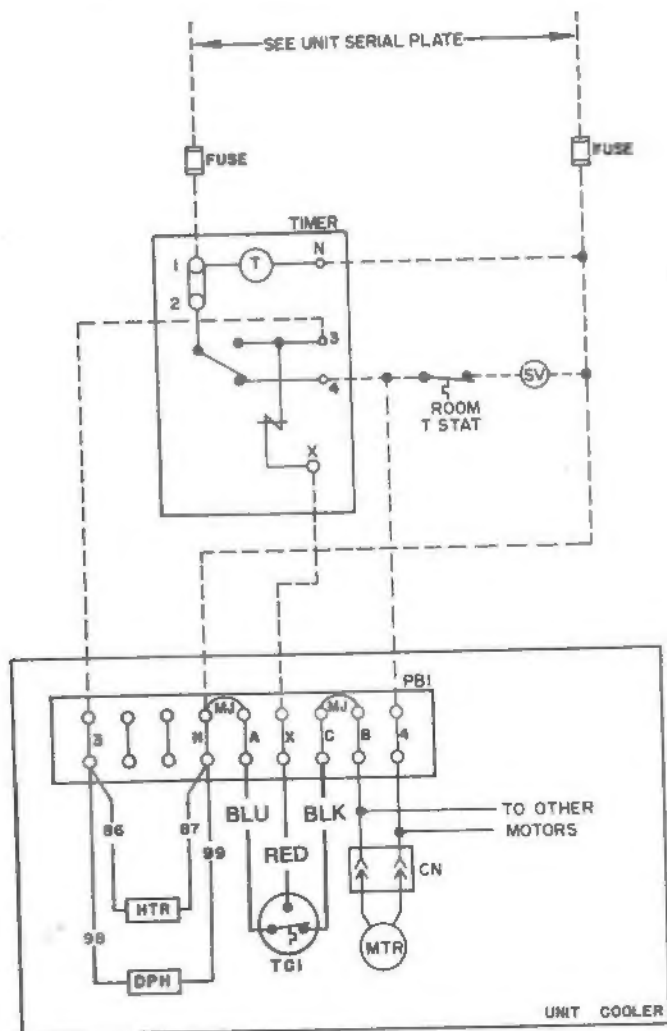 SEE UNIT SERIAL PLATE
FUSE
FUSE
TIMER
1
T
N
2
3
4
SV
ROOM
T STAT
X
PB1
MJ
MJ
3
N
A
X
C
B
4
BLU
BLK
TO OTHER
MOTORS
86
87
99
RED
CN
HTR
98
MTR
DPH
TC1
UNIT COOLER